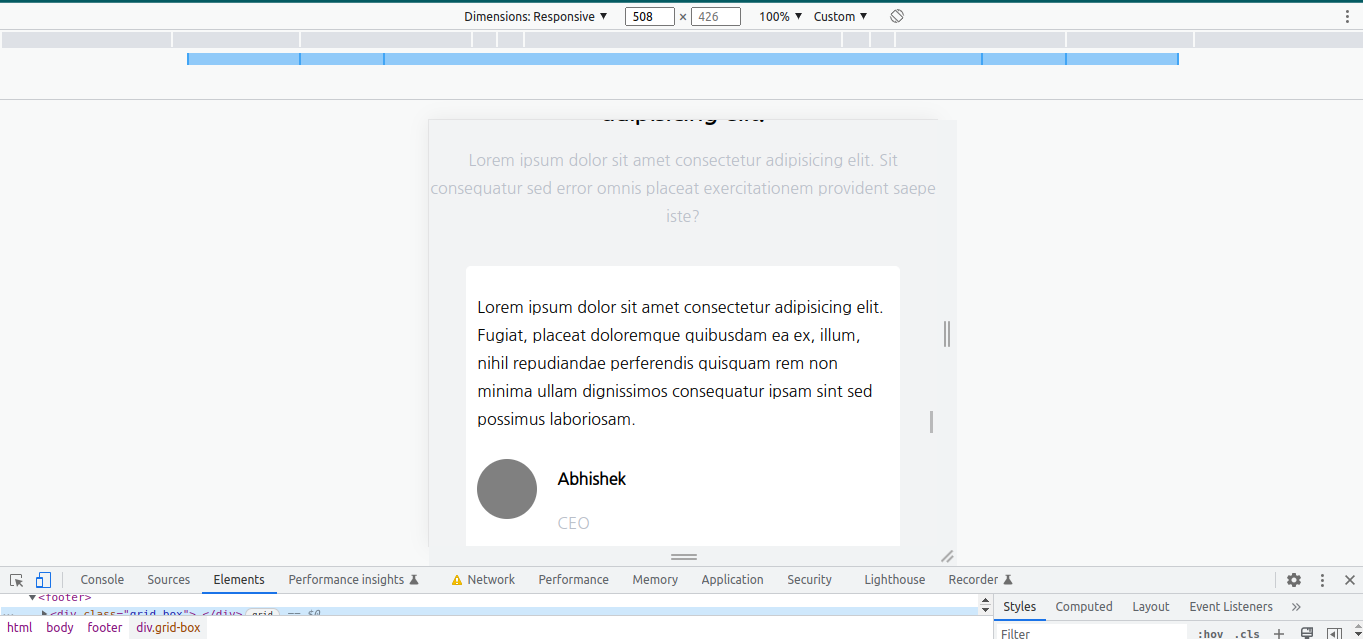 Dimensions: Responsive ▼ 508 × 426 100% ▼ Custom ▼
adipisicing elit.
Lorem ipsum dolor sit amet consectetur adipisicing elit. Sit
consequatur sed error omnis placeat exercitationem provident saepe
iste?
Lorem ipsum dolor sit amet consectetur adipisicing elit.
Fugiat, placeat doloremque quibusdam ea ex, illum,
nihil repudiandae perferendis quisquam rem non
minima ullam dignissimos consequatur ipsam sint sed
possimus laboriosam.
Abhishek
CEO
Console Sources Elements Performance insights Network Performance Memory Application Security Lighthouse Recorder
▼<footer>
… ▶<div class="grid-box">…</div> grid == $0
html body footer div.grid-box
Styles Computed Layout Event Listeners »
Filter :hov .cls +